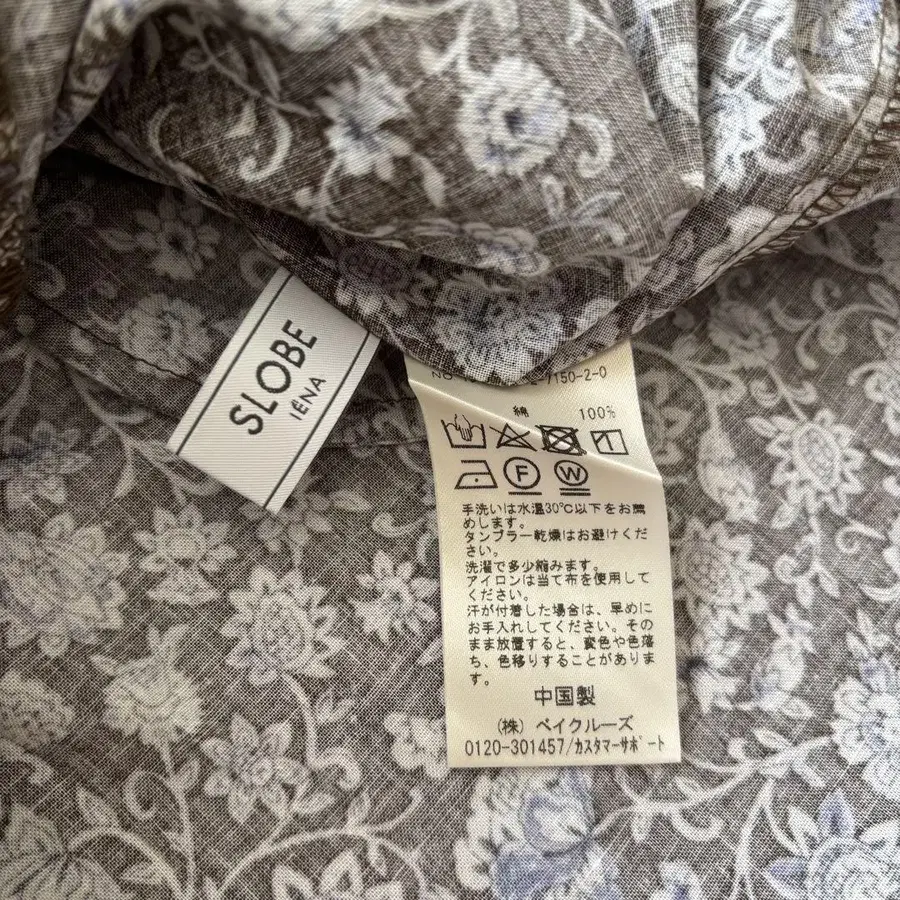 SLOBE
IÉNA
7150-2-0
綿 100%
F
W
手洗いは水温30℃以下をお薦
めします。
タンブラー乾燥はお避けくだ
さい。
洗濯で多少縮みます。
アイロンは当て布を使用して
ください。
汗が付着した場合は、早めに
お手入れしてください。その
まま放置すると、変色や色落
ち、色移りすることがありま
す。
中国製
(株) ベイクルーズ
0120-301457/カスタマーサポート